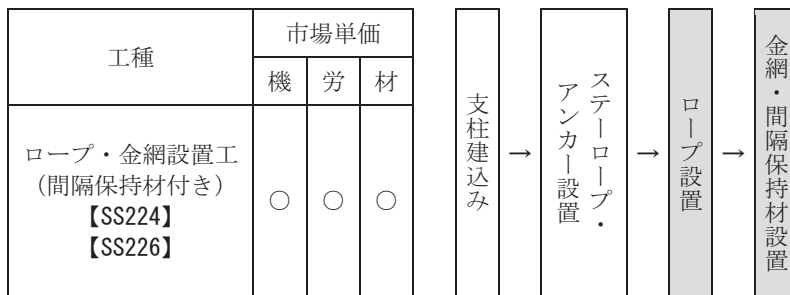 工種
市場単価
機 労 材
ロープ・金網設置工
（間隔保持材付き）
【SS224】
【SS226】
○ ○ ○
支柱建込み
→
ステーロープ・
アンカー設置
→
ロープ設置
→
金網・間隔保持材設置